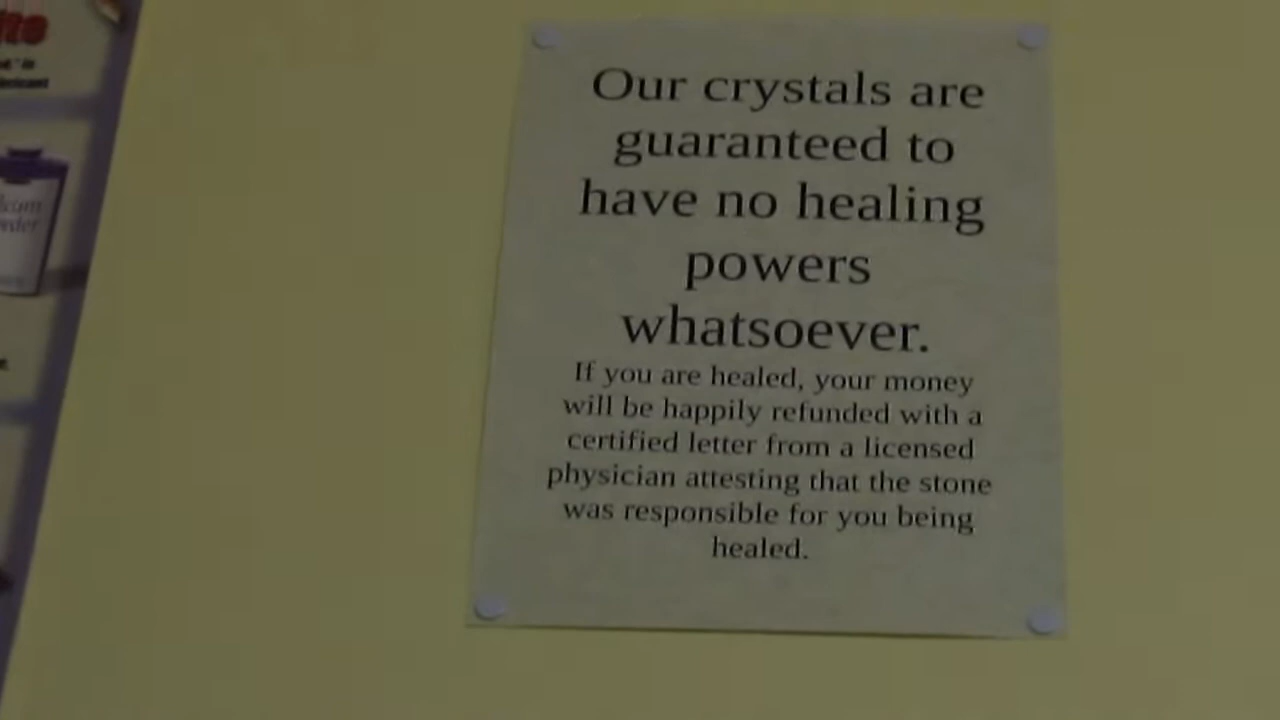 Our crystals are
guaranteed to
have no healing
powers
whatsoever.
If you are healed, your money
will be happily refunded with a
certified letter from a licensed
physician attesting that the stone
was responsible for you being
healed.